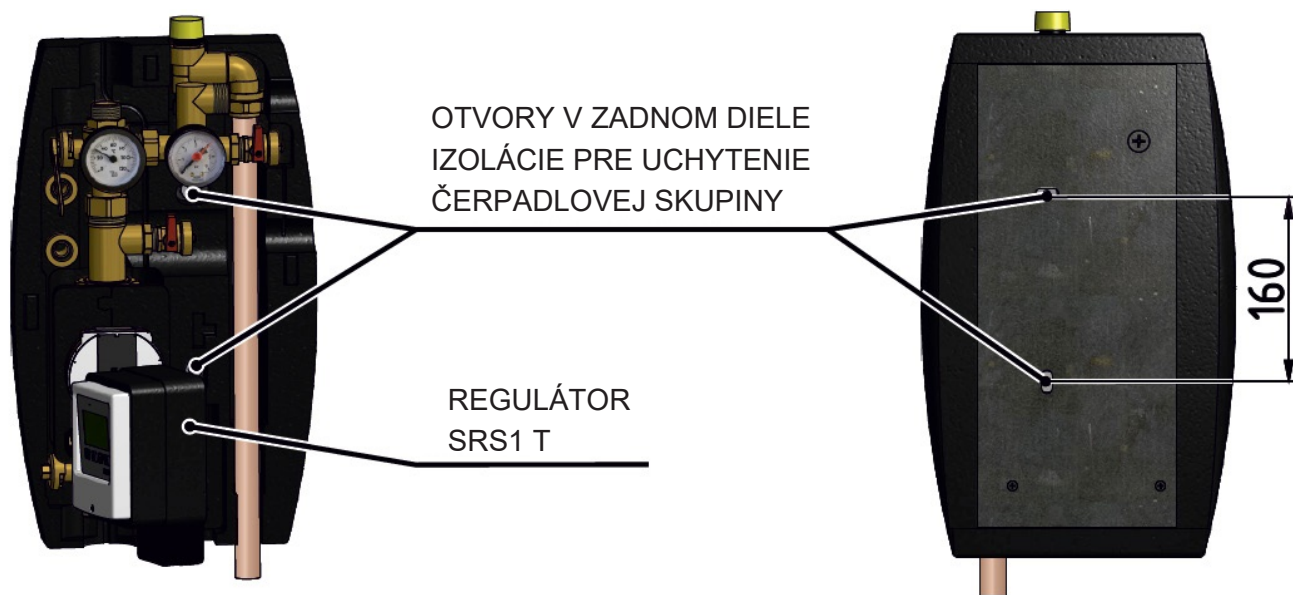 OTVORY V ZADNOM DIELE
IZOLÁCIE PRE UCHYTENIE
ČERPADLOVEJ SKUPINY
160
REGULÁTOR
SRS1 T